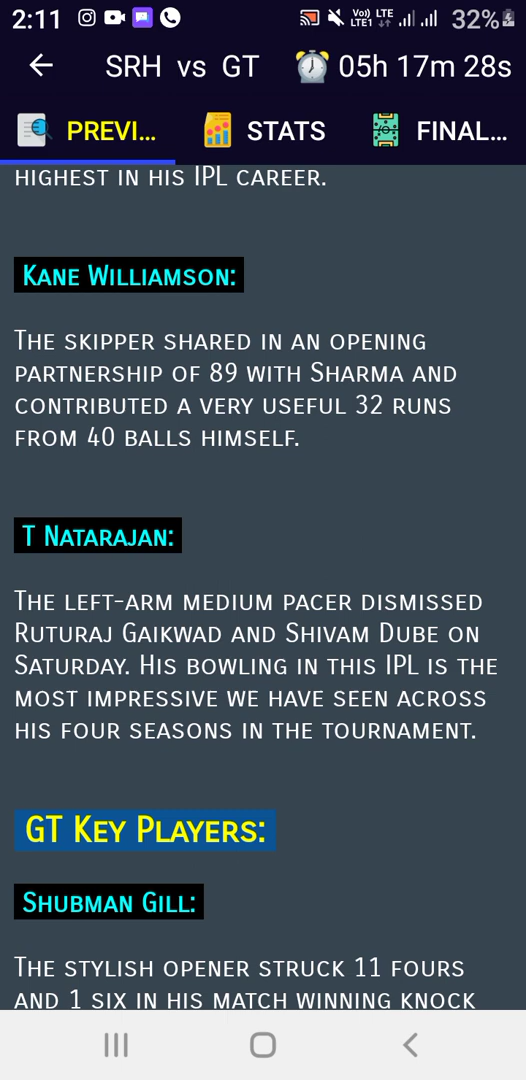 2:11 Vo) LTE LTE1 32%
SRH vs GT 05h 17m 28s
PREVI... STATS FINAL...
HIGHEST IN HIS IPL CAREER.
KANE WILLIAMSON:
THE SKIPPER SHARED IN AN OPENING
PARTNERSHIP OF 89 WITH SHARMA AND
CONTRIBUTED A VERY USEFUL 32 RUNS
FROM 40 BALLS HIMSELF.
T NATARAJAN:
THE LEFT-ARM MEDIUM PACER DISMISSED
RUTURAJ GAIKWAD AND SHIVAM DUBE ON
SATURDAY. HIS BOWLING IN THIS IPL IS THE
MOST IMPRESSIVE WE HAVE SEEN ACROSS
HIS FOUR SEASONS IN THE TOURNAMENT.
GT KEY PLAYERS:
SHUBMAN GILL:
THE STYLISH OPENER STRUCK 11 FOURS
AND 1 SIX IN HIS MATCH WINNING KNOCK